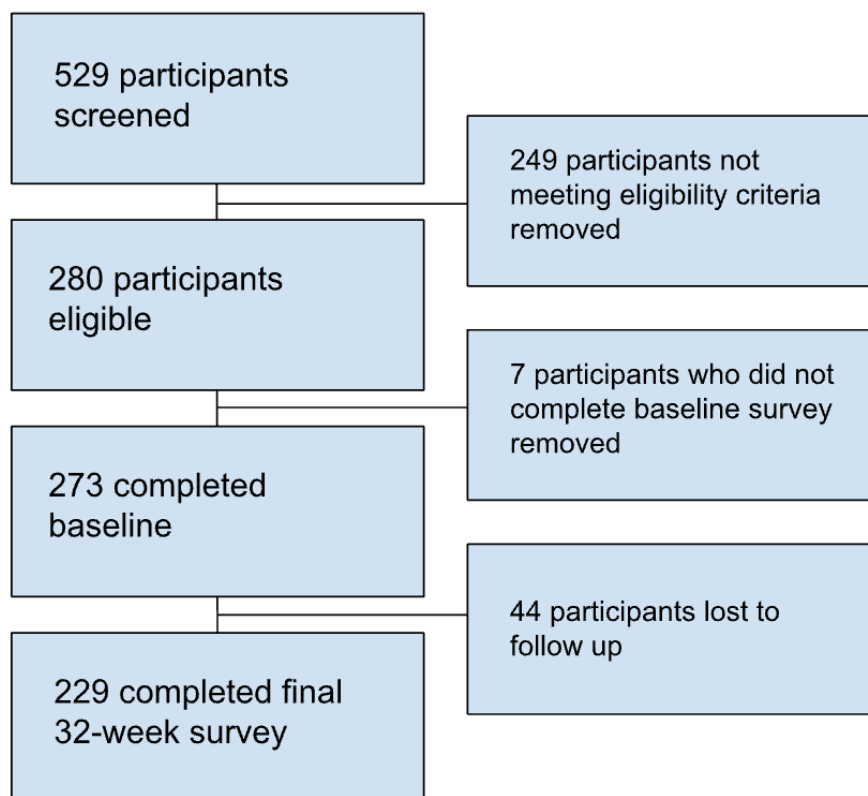 529 participants
screened
249 participants not
meeting eligibility criteria
removed
280 participants
eligible
7 participants who did not
complete baseline survey
removed
273 completed
baseline
44 participants lost to
follow up
229 completed final
32-week survey